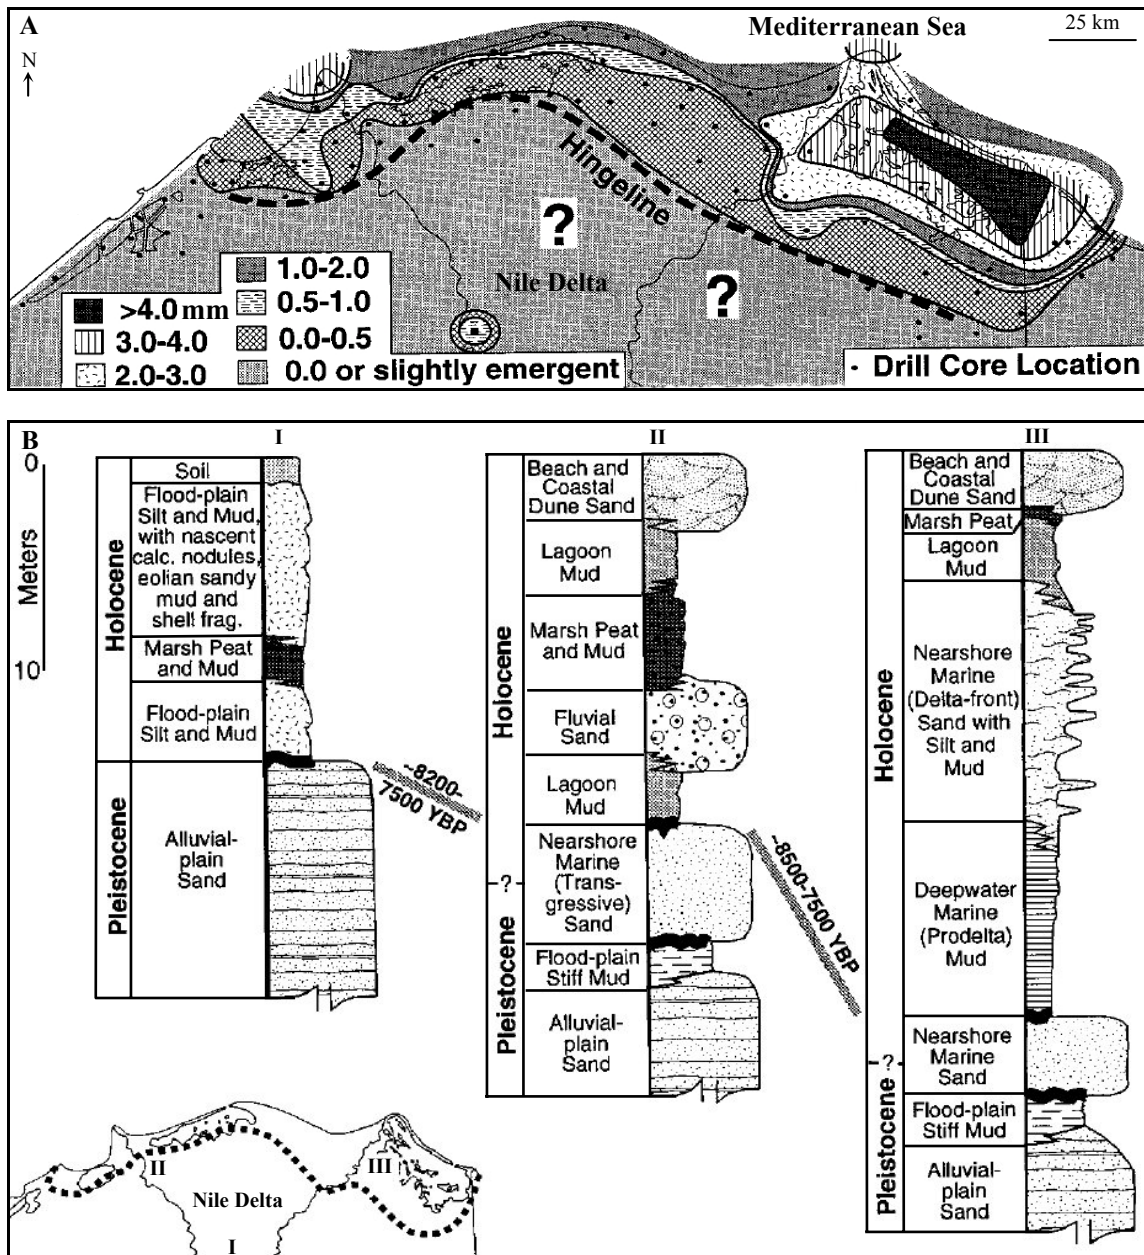 A
Mediterranean Sea
25 km
N
Hingeline
?
Nile Delta
?
>4.0 mm
3.0-4.0
2.0-3.0
1.0-2.0
0.5-1.0
0.0-0.5
0.0 or slightly emergent
Drill Core Location
B
I
0
Meters
10
Holocene
Soil
Flood-plain
Silt and Mud,
with nascent
calc. nodules,
eolian sandy
mud and
shell frag.
Marsh Peat
and Mud
Flood-plain
Silt and Mud
Pleistocene
Alluvial-
plain
Sand
~8200-
7500 YBP
II
Holocene
Beach and
Coastal
Dune Sand
Lagoon
Mud
Marsh Peat
and Mud
Fluvial
Sand
Lagoon
Mud
Nearshore
Marine
(Trans-
gressive)
Sand
?
Pleistocene
Flood-plain
Stiff Mud
Alluvial-
plain
Sand
~8500-7500 YBP
III
Holocene
Beach and
Coastal
Dune Sand
Marsh Peat
Lagoon
Mud
Nearshore
Marine
(Delta-front)
Sand with
Silt and
Mud
Deepwater
Marine
(Prodelta)
Mud
Nearshore
Marine
Sand
?
Pleistocene
Flood-plain
Stiff Mud
Alluvial-
plain
Sand
II
III
Nile Delta
I